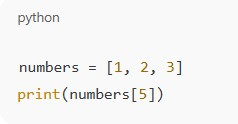 python
numbers = [1, 2, 3]
print(numbers[5])